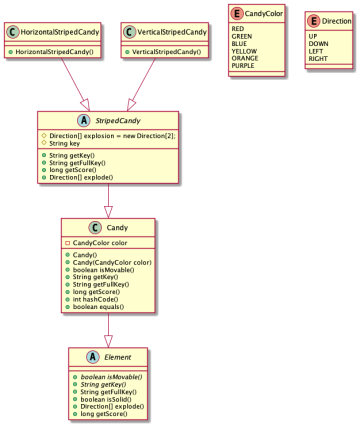 C HorizontalStripedCandy
HorizontalStripedCandy()
C VerticalStripedCandy
VerticalStripedCandy()
E CandyColor
RED
GREEN
BLUE
YELLOW
ORANGE
PURPLE
E Direction
UP
DOWN
LEFT
RIGHT
A StripedCandy
Direction[] explosion = new Direction[2];
String key
String getKey()
String getFullKey()
long getScore()
Direction[] explode()
C Candy
CandyColor color
Candy()
Candy(CandyColor color)
boolean isMovable()
String getKey()
String getFullKey()
long getScore()
int hashCode()
boolean equals()
A Element
boolean isMovable()
String getKey()
String getFullKey()
boolean isSolid()
Direction[] explode()
long getScore()